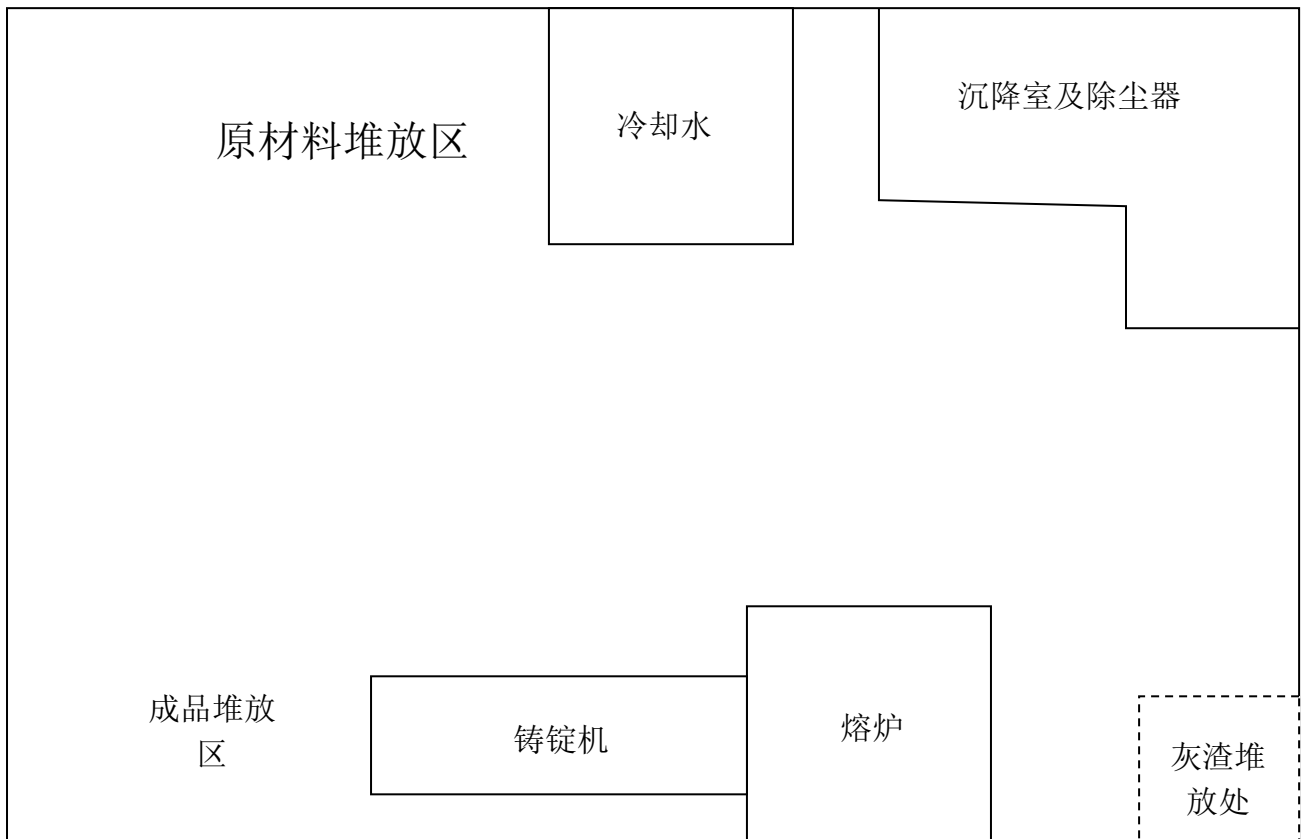 沉降室及除尘器
冷却水
原材料堆放区
成品堆放
区
铸锭机
熔炉
灰渣堆
放处